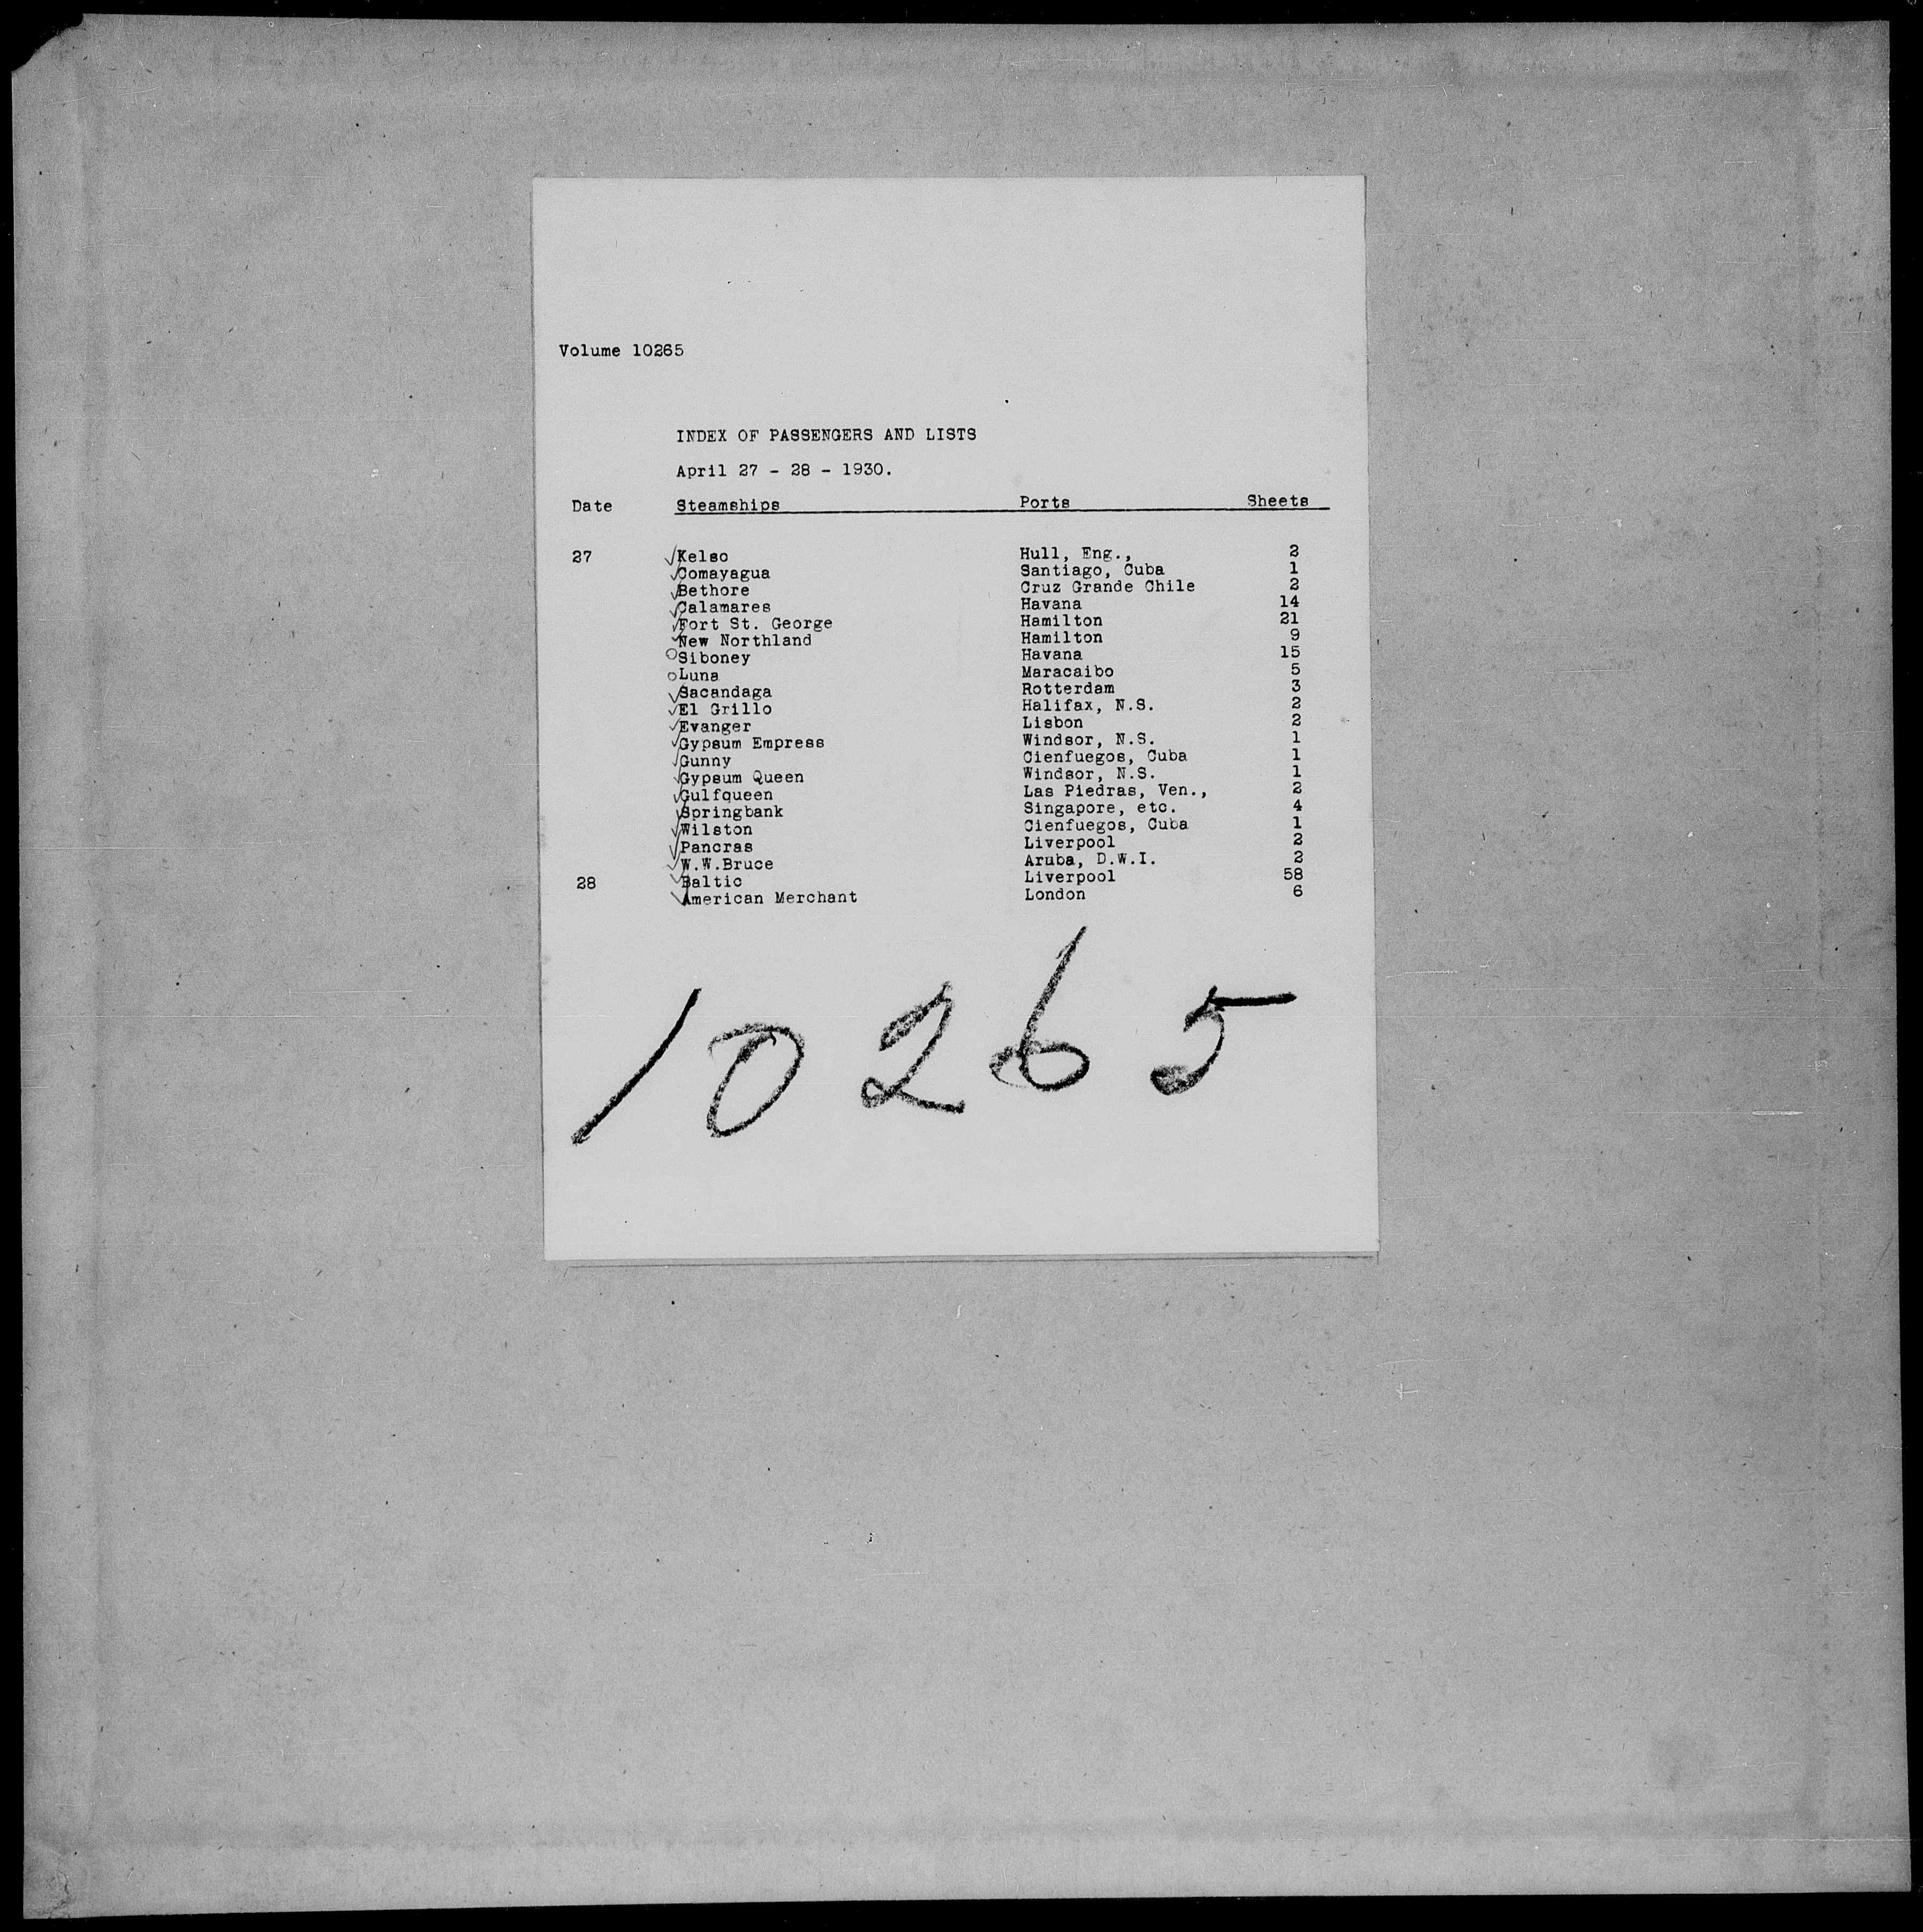 Volume 10265
INDEX OF PASSENGERS AND LISTS
April 27 - 28 - 1930.
Date Steamships Ports Sheets
27 Kelso Hull, Eng., 2
Comayagua Santiago, Cuba 1
Bethore Cruz Grande Chile 2
Calamares Havana 14
Fort St. George Hamilton 21
New Northland Hamilton 9
Siboney Havana 15
Luna Maracaibo 5
Sacandaga Rotterdam 3
El Grillo Halifax, N.S. 2
Evanger Lisbon 2
Gypsum Empress Windsor, N.S. 1
Gunny Cienfuegos, Cuba 1
Gypsum Queen Windsor, N.S. 1
Gulfqueen Las Piedras, Ven., 2
Springbank Singapore, etc. 4
Wilston Cienfuegos, Cuba 1
Pancras Liverpool 2
W.W.Bruce Aruba, D.W.I. 2
28 Baltic Liverpool 58
American Merchant London 6
10265